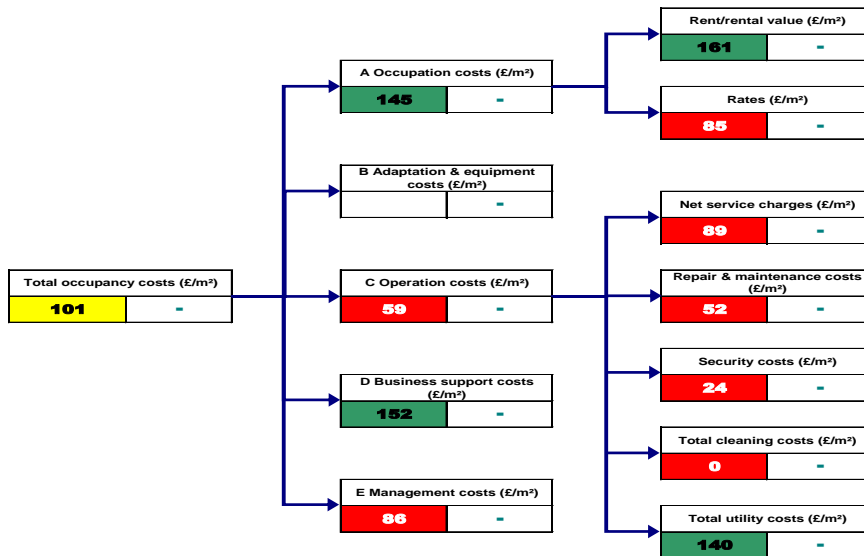 Rent/rental value (£/m²)
161 -
A Occupation costs (£/m²)
145 -
Rates (£/m²)
85 -
B Adaptation & equipment
costs (£/m²)
-
Net service charges (£/m²)
89 -
Total occupancy costs (£/m²)
101 -
C Operation costs (£/m²)
59 -
Repair & maintenance costs
(£/m²)
52 -
Security costs (£/m²)
24 -
D Business support costs
(£/m²)
152 -
Total cleaning costs (£/m²)
0 -
E Management costs (£/m²)
86 -
Total utility costs (£/m²)
140 -